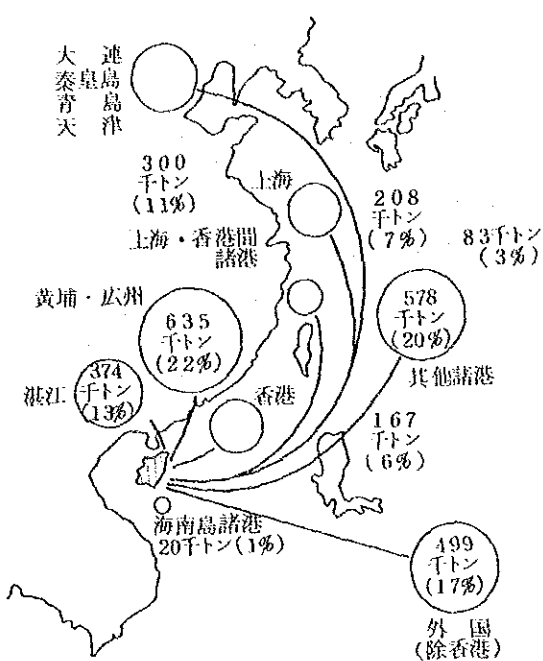 大連
秦皇島
青島
天津
300
千トン
(11%)
上海
208
千トン
(7%)
83千トン
(3%)
上海・香港間
諸港
黄埔・広州
635
千トン
(22%)
578
千トン
(20%)
其他諸港
374
千トン
(13%)
湛江
香港
167
千トン
(6%)
海南島諸港
20千トン(1%)
499
千トン
(17%)
外国
(除香港)